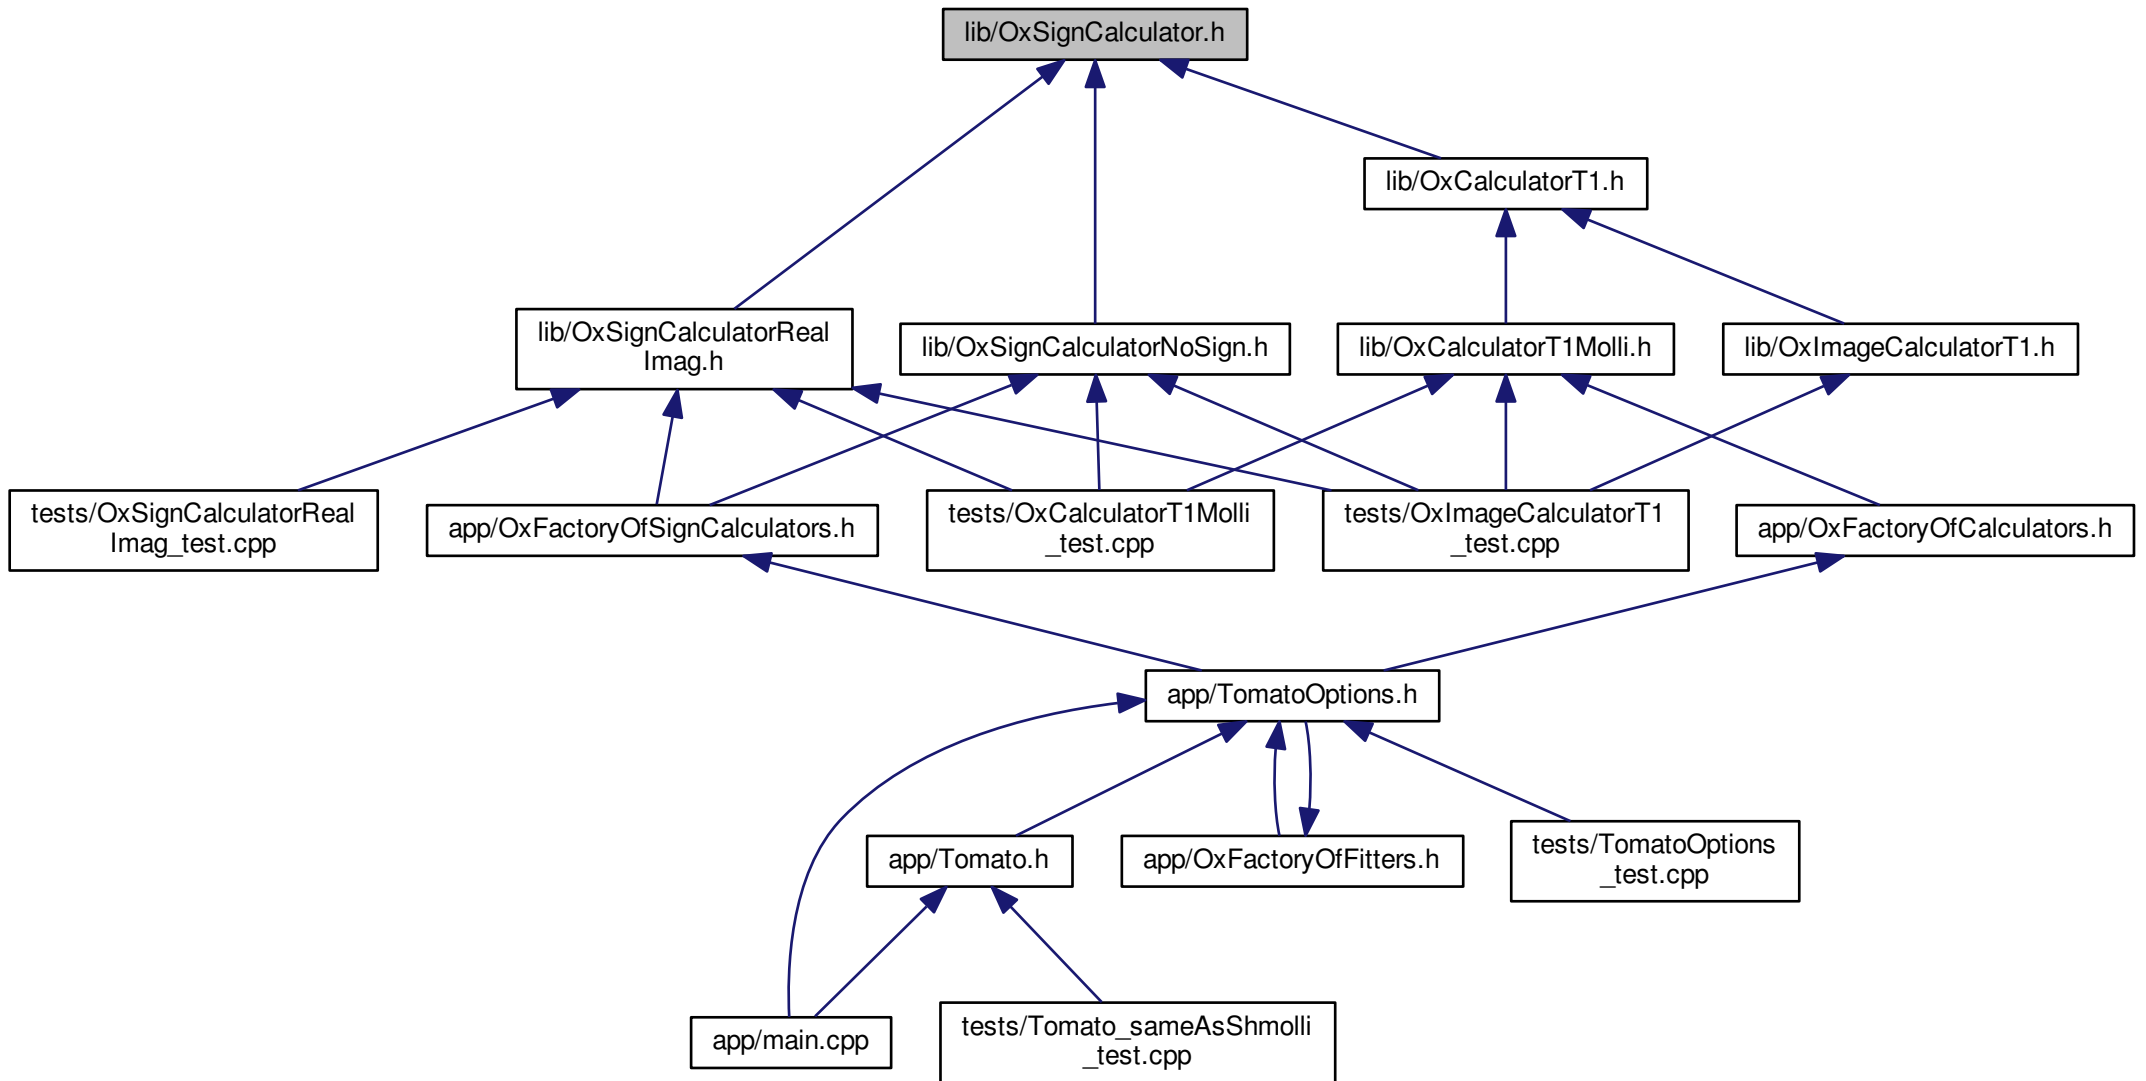 lib/OxSignCalculator.h
lib/OxCalculatorT1.h
lib/OxSignCalculatorReal
Imag.h
lib/OxSignCalculatorNoSign.h
lib/OxCalculatorT1Molli.h
lib/OxImageCalculatorT1.h
tests/OxSignCalculatorReal
Imag_test.cpp
app/OxFactoryOfSignCalculators.h
tests/OxCalculatorT1Molli
_test.cpp
tests/OxImageCalculatorT1
_test.cpp
app/OxFactoryOfCalculators.h
app/TomatoOptions.h
app/Tomato.h
app/OxFactoryOfFitters.h
tests/TomatoOptions
_test.cpp
app/main.cpp
tests/Tomato_sameAsShmolli
_test.cpp